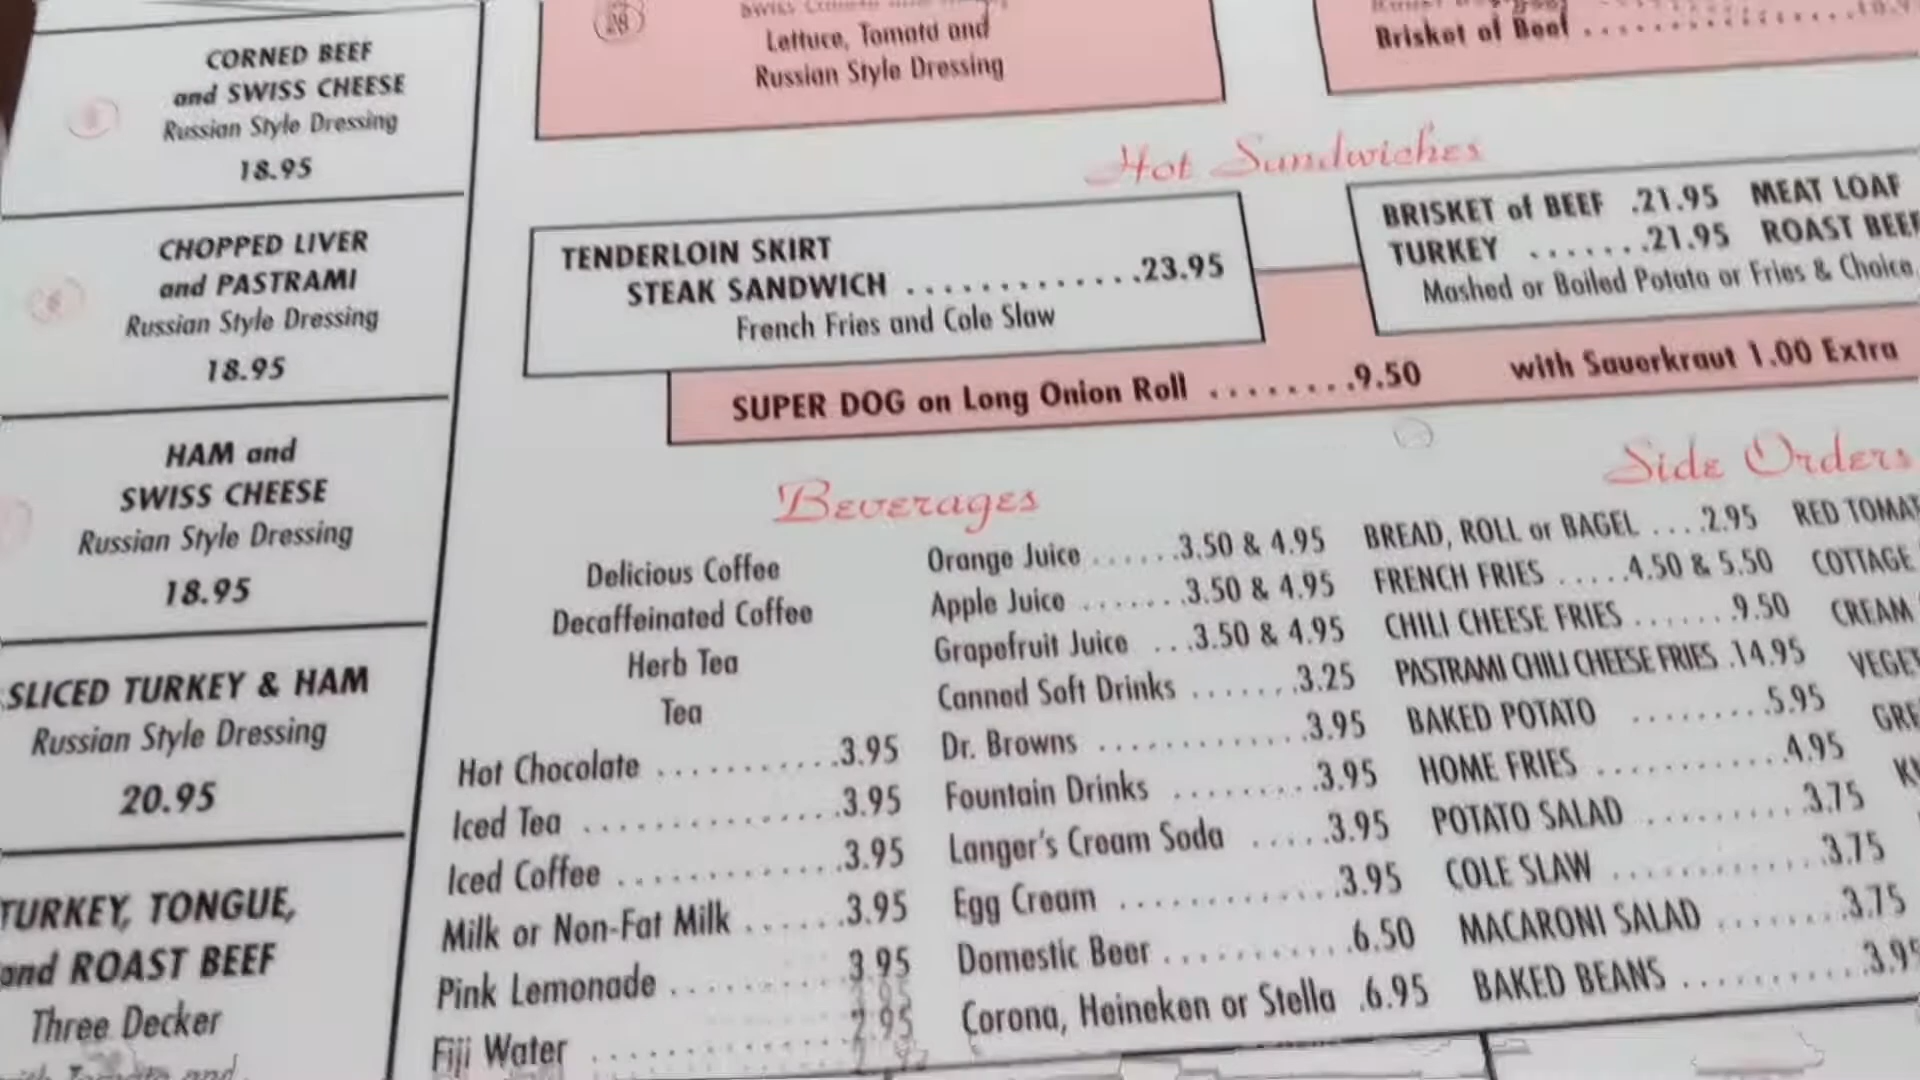 CORNED BEEF
and SWISS CHEESE
Russian Style Dressing
18.95
CHOPPED LIVER
and PASTRAMI
Russian Style Dressing
18.95
HAM and
SWISS CHEESE
Russian Style Dressing
18.95
SLICED TURKEY & HAM
Russian Style Dressing
20.95
TURKEY, TONGUE,
and ROAST BEEF
Three Decker
Lettuce, Tomato and
Russian Style Dressing
Brisket of Beef
Hot Sandwiches
TENDERLOIN SKIRT
STEAK SANDWICH .............23.95
French Fries and Cole Slaw
BRISKET of BEEF .21.95 MEAT LOAF
TURKEY .......21.95 ROAST BEEF
Mashed or Boiled Potato or Fries & Choice
SUPER DOG on Long Onion Roll ........9.50 with Sauerkraut 1.00 Extra
Beverages
Delicious Coffee
Decaffeinated Coffee
Herb Tea
Tea
Hot Chocolate ...........3.95
Iced Tea ................3.95
Iced Coffee ..............3.95
Milk or Non-Fat Milk ......3.95
Pink Lemonade .......... 3.95
Fiji Water ............... 2.95
Orange Juice ......3.50 & 4.95
Apple Juice .......3.50 & 4.95
Grapefruit Juice ...3.50 & 4.95
Canned Soft Drinks .......3.25
Dr. Browns .............3.95
Fountain Drinks .........3.95
Langer's Cream Soda .....3.95
Egg Cream .............3.95
Domestic Beer ..........6.50
Corona, Heineken or Stella .6.95
Side Orders
BREAD, ROLL or BAGEL ....2.95
FRENCH FRIES .....4.50 & 5.50
CHILI CHEESE FRIES .......9.50
PASTRAMI CHILI CHEESE FRIES .14.95
BAKED POTATO .........5.95
HOME FRIES ............4.95
POTATO SALAD ..........3.75
COLE SLAW .............3.75
MACARONI SALAD ........3.75
BAKED BEANS ...........3.95
RED
COTTAGE
CREAM